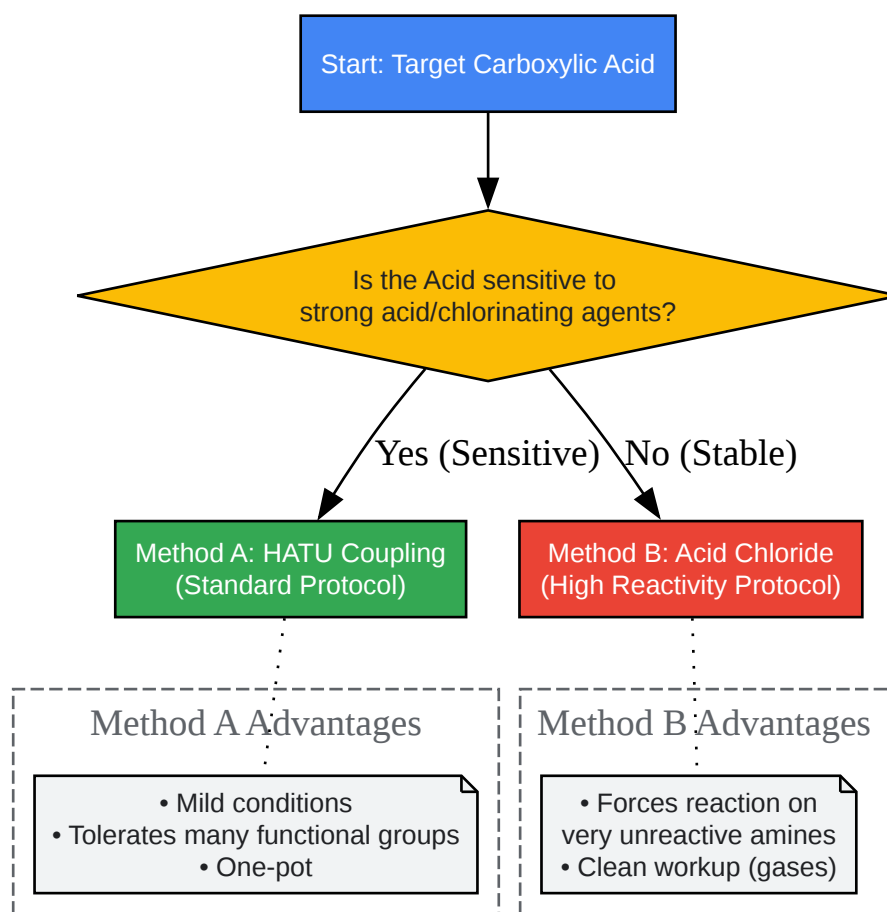 Start: Target Carboxylic Acid
Is the Acid sensitive to
strong acid/chlorinating agents?
Yes (Sensitive)
No (Stable)
Method A: HATU Coupling
(Standard Protocol)
Method B: Acid Chloride
(High Reactivity Protocol)
Method A Advantages
• Mild conditions
• Tolerates many functional groups
• One-pot
Method B Advantages
• Forces reaction on
very unreactive amines
• Clean workup (gases)